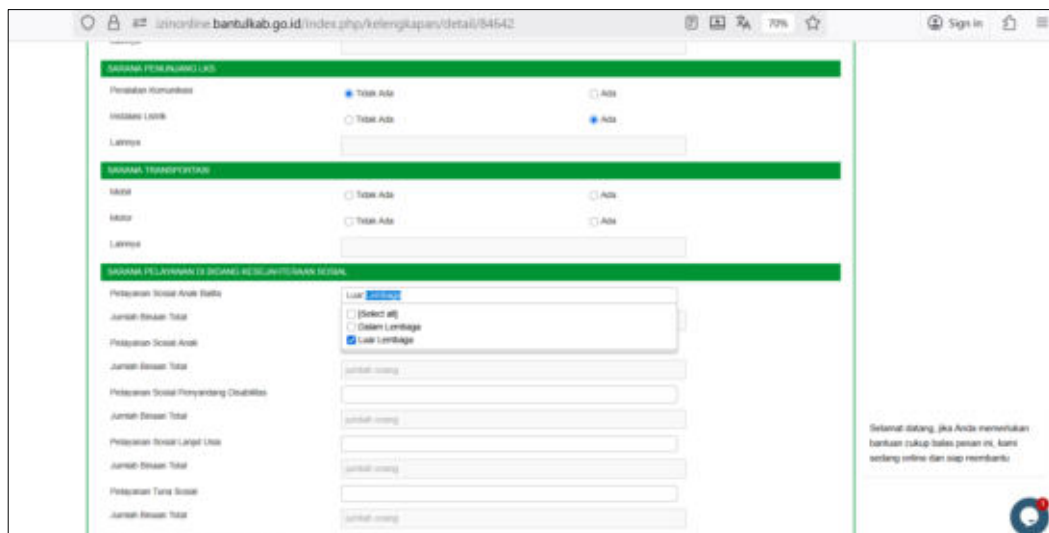 izinonline.bantulkab.go.id/index.php/kelengkapan/detail/84642
70%
Sign in
Lainnya
SARANA PENUNJANG LKS
Peralatan Komunikasi
Tidak Ada
Ada
Instalasi Listrik
Tidak Ada
Ada
Lainnya
SARANA TRANSPORTASI
Mobil
Tidak Ada
Ada
Motor
Tidak Ada
Ada
Lainnya
SARANA PELAYANAN DI BIDANG KESEJAHTERAAN SOSIAL
Pelayanan Sosial Anak Balita
Luar Lembaga
[Select all]
Dalam Lembaga
Luar Lembaga
Jumlah Binaan Total
Pelayanan Sosial Anak
Jumlah Binaan Total
jumlah orang
Pelayanan Sosial Penyandang Disabilitas
Jumlah Binaan Total
jumlah orang
Pelayanan Sosial Lanjut Usia
Jumlah Binaan Total
jumlah orang
Pelayanan Tuna Sosial
Jumlah Binaan Total
jumlah orang
Selamat datang, jika Anda memerlukan
bantuan cukup balas pesan ini, kami
sedang online dan siap membantu
1